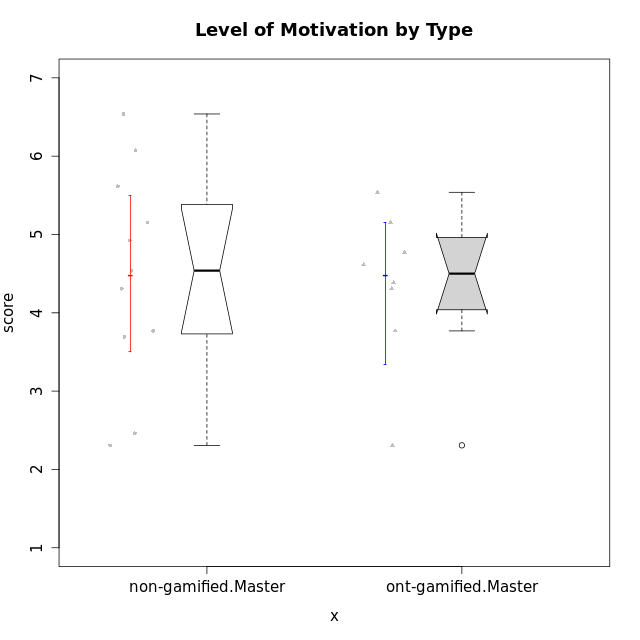 Level of Motivation by Type
7
6
5
4
3
2
1
score
non-gamified.Master
ont-gamified.Master
x